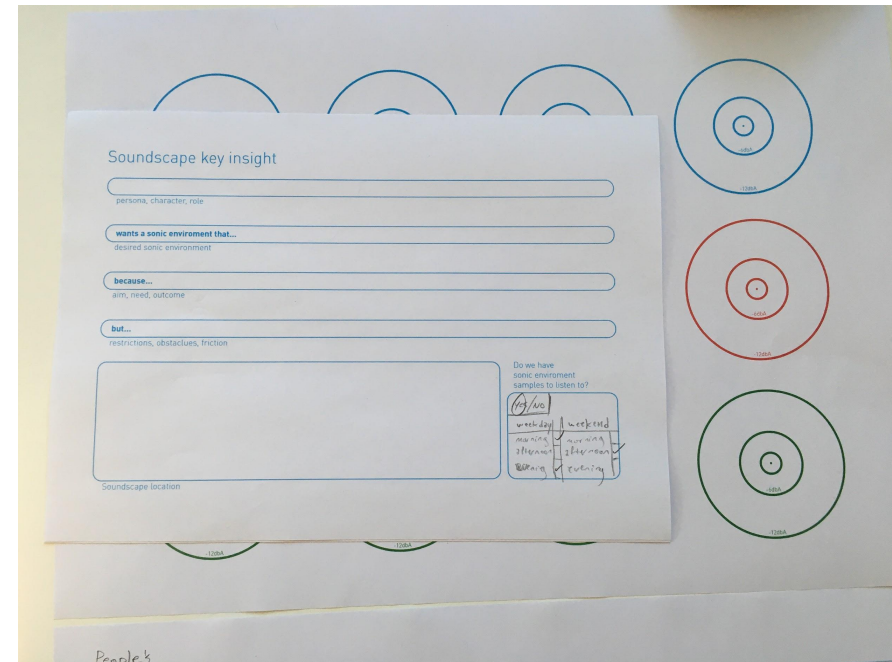 Soundscape key insight
persona, character, role
wants a sonic enviroment that...
desired sonic environment
because...
aim, need, outcome
but...
restrictions, obstaclues, friction
Soundscape location
Do we have
sonic enviroment
samples to listen to?
YES/NO
weekday weekend
morning morning
afternoon afternoon
evening
-6dbA
-12dbA
-6dbA
-12dbA
-6dbA
-12dbA
-12dbA
-12dbA
People's